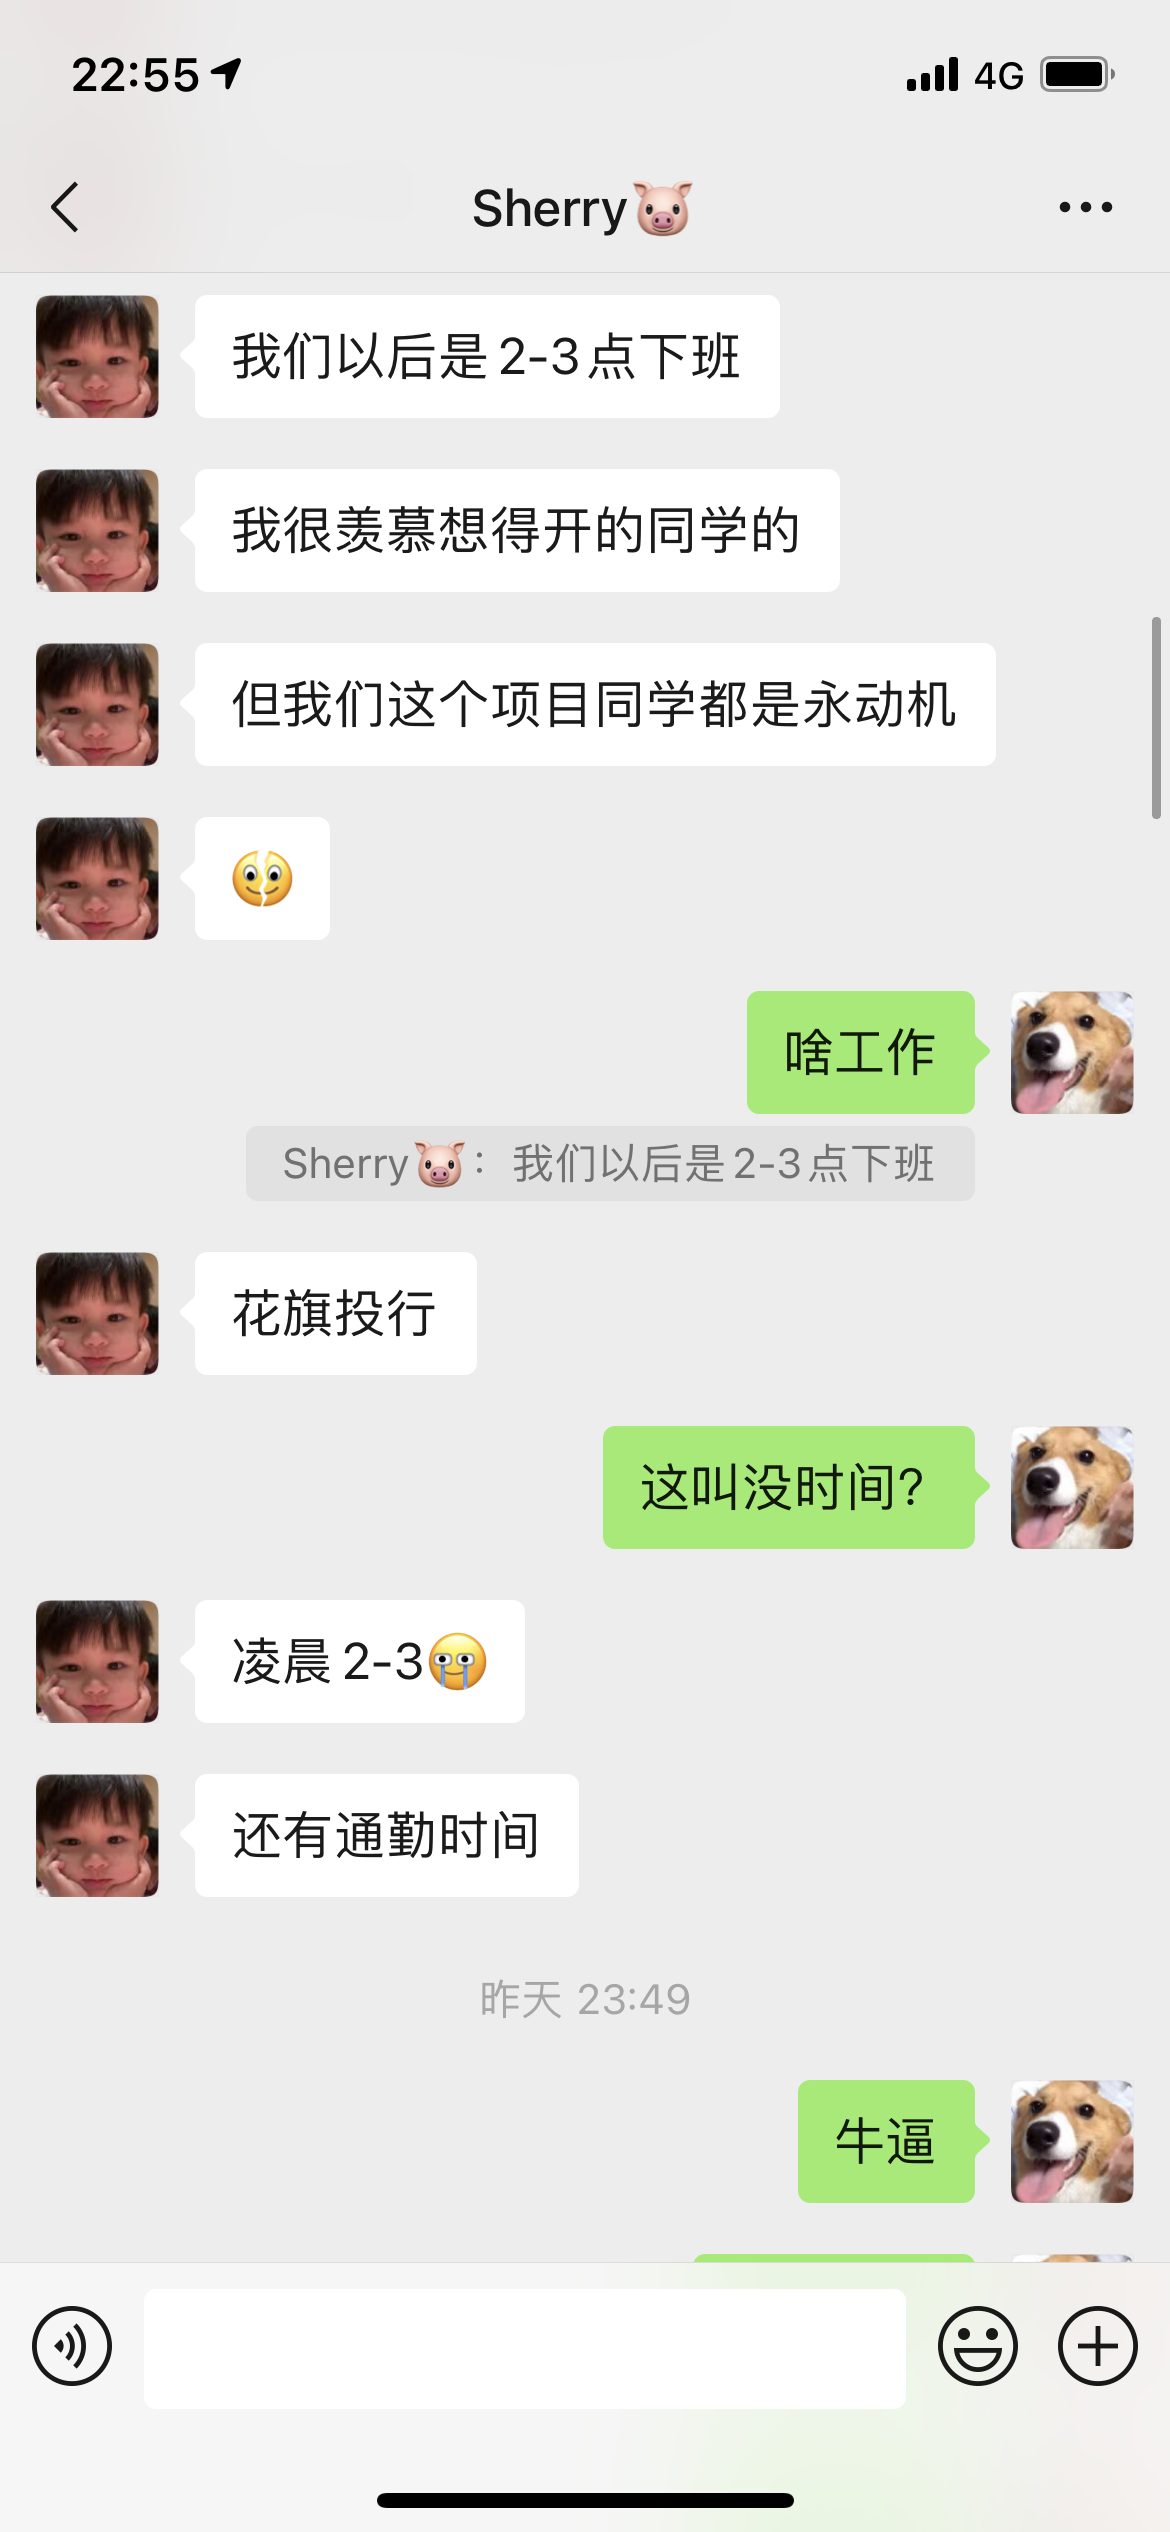 22:55
4G
Sherry🐷
我们以后是2-3点下班
我很羡慕想得开的同学的
但我们这个项目同学都是永动机
啥工作
Sherry🐷：我们以后是2-3点下班
花旗投行
这叫没时间?
凌晨2-3
还有通勤时间
昨天 23:49
牛逼